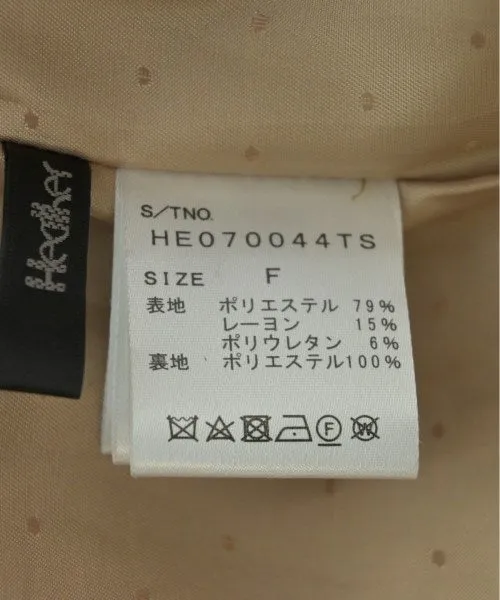 Heather
S/TNO.
HE070044TS
SIZE F
表地 ポリエステル 79%
レーヨン 15%
ポリウレタン 6%
裏地 ポリエステル100%
F
W